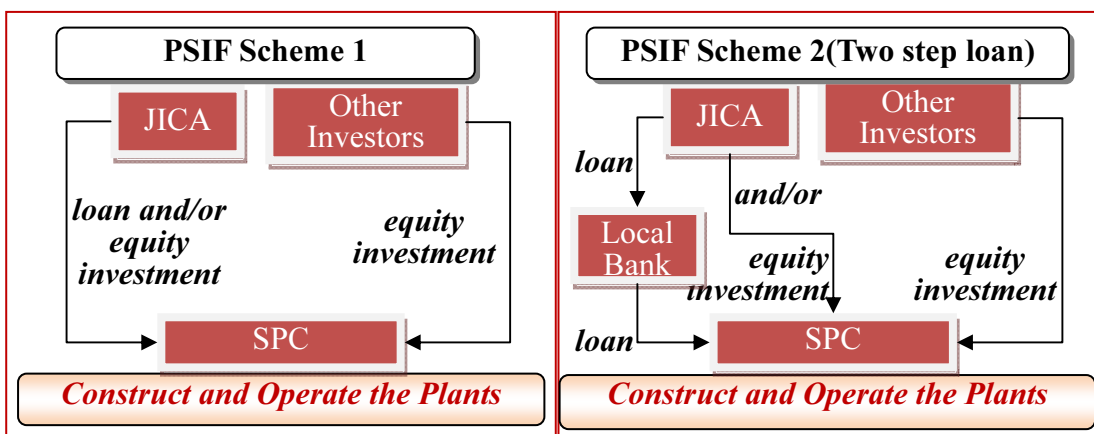 PSIF Scheme 1
JICA
Other
Investors
loan and/or
equity
investment
equity
investment
SPC
Construct and Operate the Plants
PSIF Scheme 2(Two step loan)
JICA
Other
Investors
loan
and/or
Local
Bank
equity
investment
equity
investment
loan
SPC
Construct and Operate the Plants